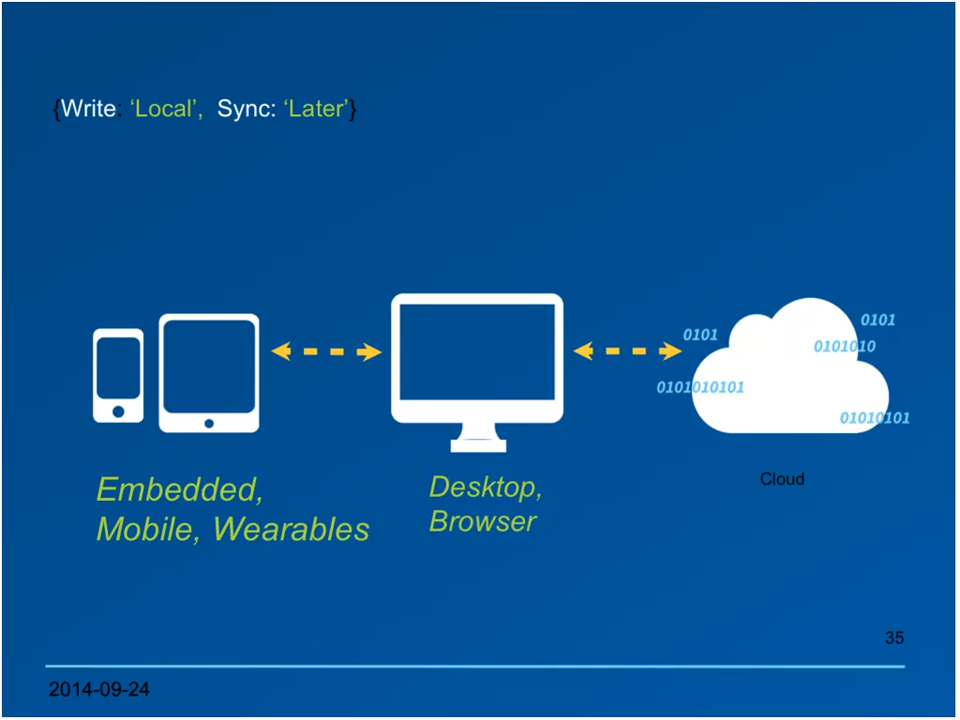 {Write: ‘Local’,  Sync: ‘Later’}
0101
0101
0101010
0101010101
01010101
Embedded,
Mobile, Wearables
Desktop,
Browser
Cloud
35
2014-09-24